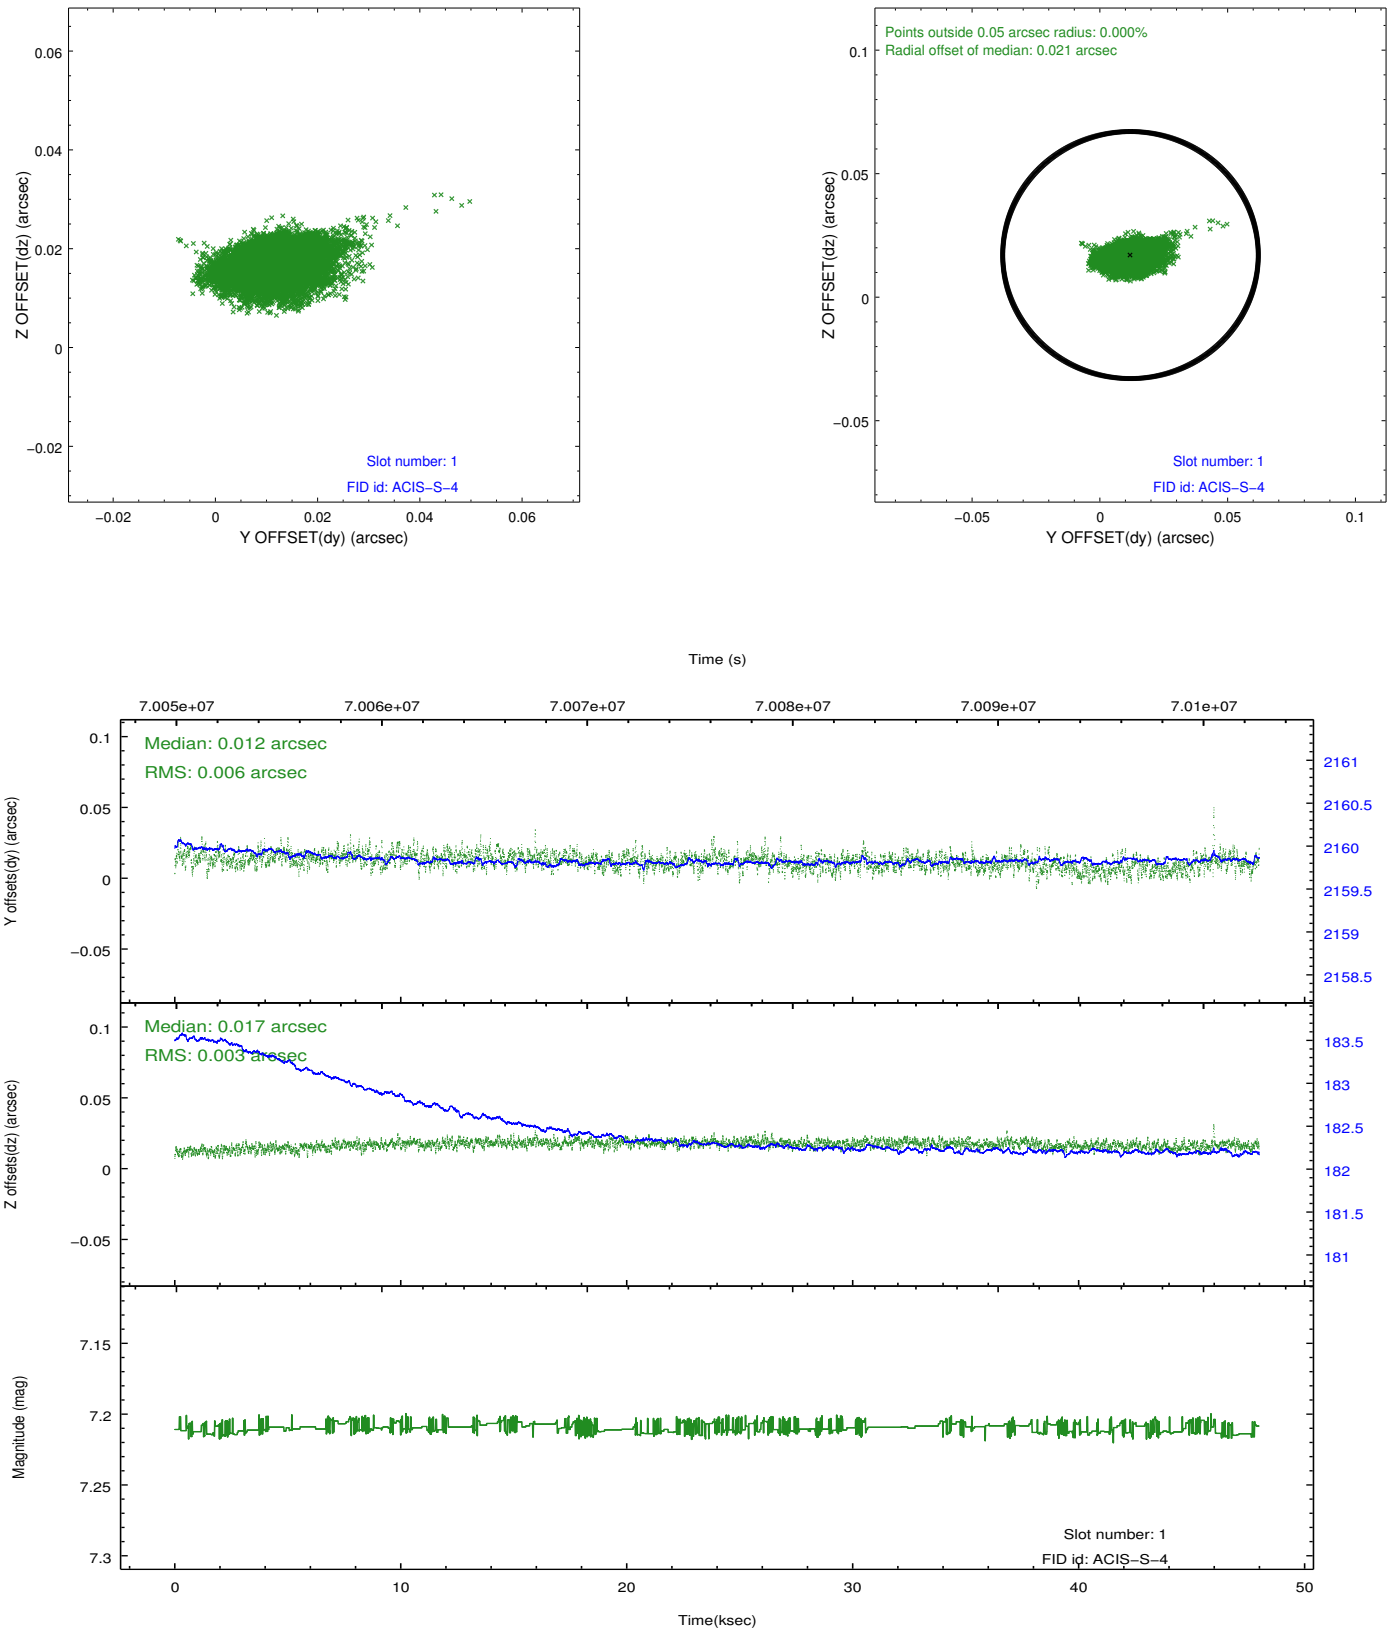 0.06
0.04
0.02
0
−0.02
Z OFFSET(dz) (arcsec)
Slot number: 1
FID id: ACIS−S−4
−0.02 0 0.02 0.04 0.06
Y OFFSET(dy) (arcsec)
Points outside 0.05 arcsec radius: 0.000%
Radial offset of median: 0.021 arcsec
0.1
0.05
0
−0.05
Z OFFSET(dz) (arcsec)
Slot number: 1
FID id: ACIS−S−4
−0.05 0 0.05 0.1
Y OFFSET(dy) (arcsec)
Time (s)
7.005e+07 7.006e+07 7.007e+07 7.008e+07 7.009e+07 7.01e+07
Median: 0.012 arcsec
RMS: 0.006 arcsec
0.1
0.05
0
−0.05
Y offsets(dy) (arcsec)
2161
2160.5
2160
2159.5
2159
2158.5
Median: 0.017 arcsec
RMS: 0.003 arcsec
0.1
0.05
0
−0.05
Z offsets(dz) (arcsec)
183.5
183
182.5
182
181.5
181
7.15
7.2
7.25
7.3
Magnitude (mag)
Slot number: 1
FID id: ACIS−S−4
0 10 20 30 40 50
Time(ksec)